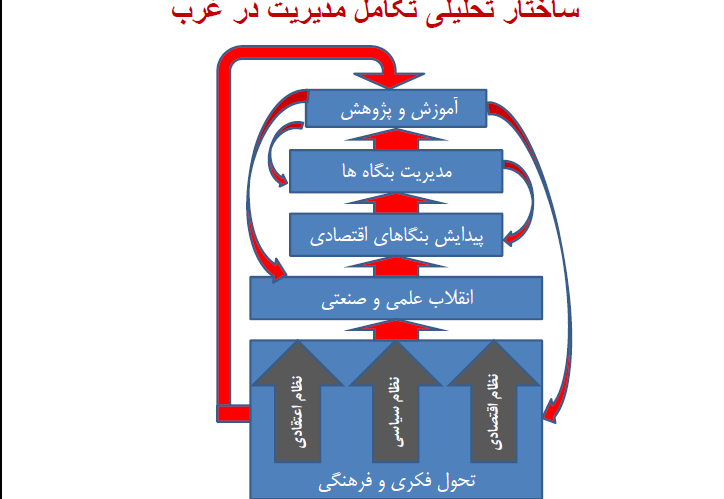 ساختار تحلیلی تکامل مدیریت در غرب
آموزش و پژوهش
مدیریت بنگاه ها
پیدایش بنگاهای اقتصادی
انقلاب علمی و صنعتی
نظام اقتصادی
نظام سیاسی
نظام اعتقادی
تحول فکری و فرهنگی